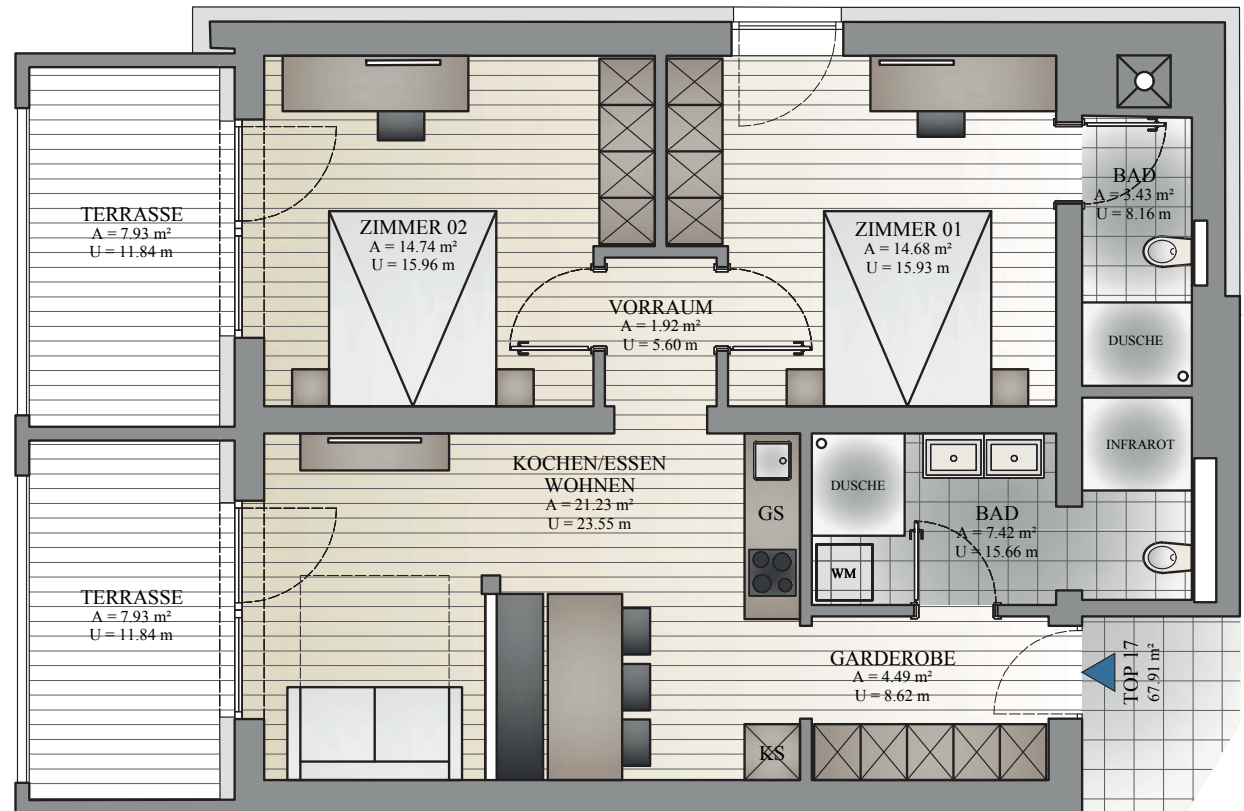 TERRASSE
A = 7.93 m²
U = 11.84 m
ZIMMER 02
A = 14.74 m²
U = 15.96 m
ZIMMER 01
A = 14.68 m²
U = 15.93 m
BAD
A = 3.43 m²
U = 8.16 m
VORRAUM
A = 1.92 m²
U = 5.60 m
DUSCHE
KOCHEN/ESSEN
WOHNEN
A = 21.23 m²
U = 23.55 m
GS
DUSCHE
WM
BAD
A = 7.42 m²
U = 15.66 m
INFRAROT
TERRASSE
A = 7.93 m²
U = 11.84 m
GARDEROBE
A = 4.49 m²
U = 8.62 m
KS
TOP 17
67.91 m²